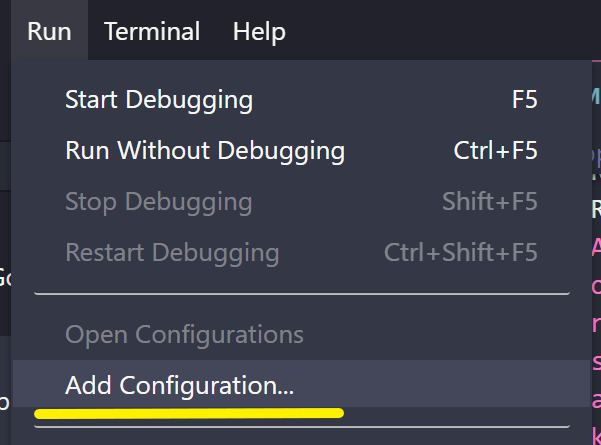 Run Terminal Help
Start Debugging F5
Run Without Debugging Ctrl+F5
Stop Debugging Shift+F5
Restart Debugging Ctrl+Shift+F5
Open Configurations
Add Configuration...